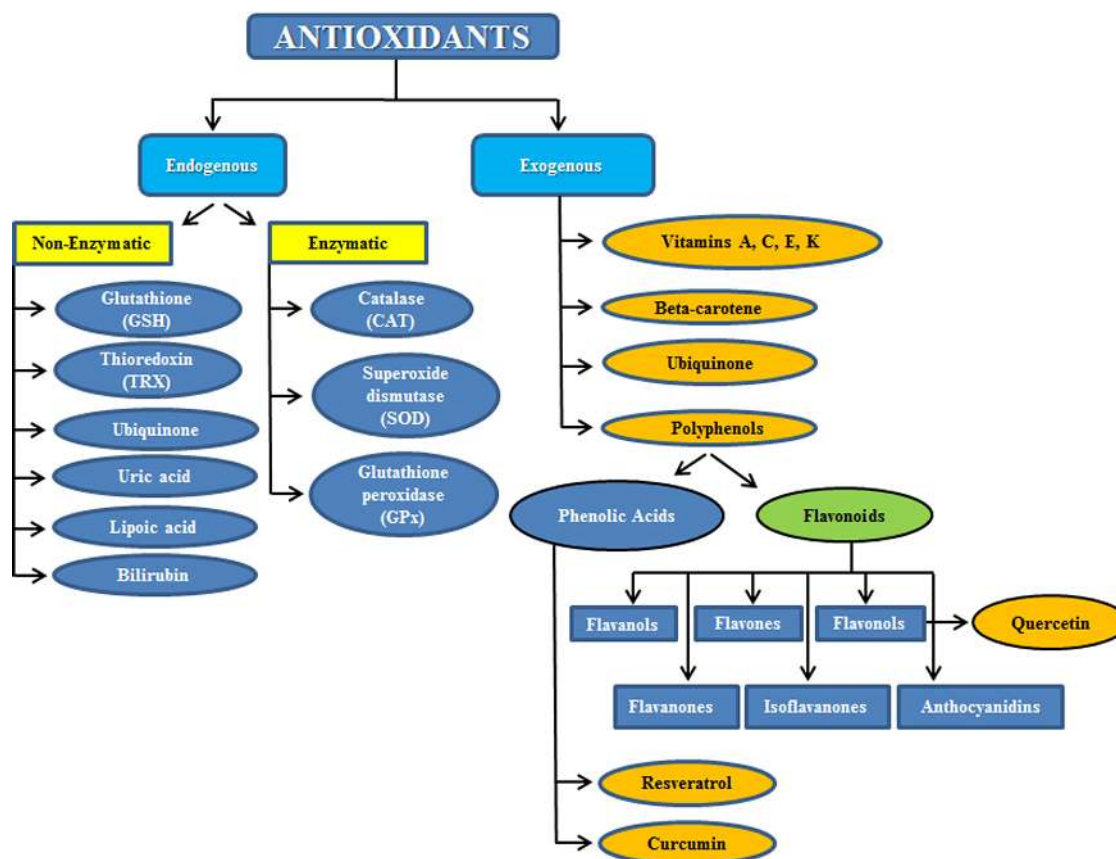 ANTIOXIDANTS
Endogenous
Exogenous
Non-Enzymatic
Enzymatic
Glutathione
(GSH)
Thioredoxin
(TRX)
Ubiquinone
Uric acid
Lipoic acid
Bilirubin
Catalase
(CAT)
Superoxide
dismutase
(SOD)
Glutathione
peroxidase
(GPx)
Vitamins A, C, E, K
Beta-carotene
Ubiquinone
Polyphenols
Phenolic Acids
Flavonoids
Flavanols
Flavones
Flavonols
Quercetin
Flavanones
Isoflavanones
Anthocyanidins
Resveratrol
Curcumin